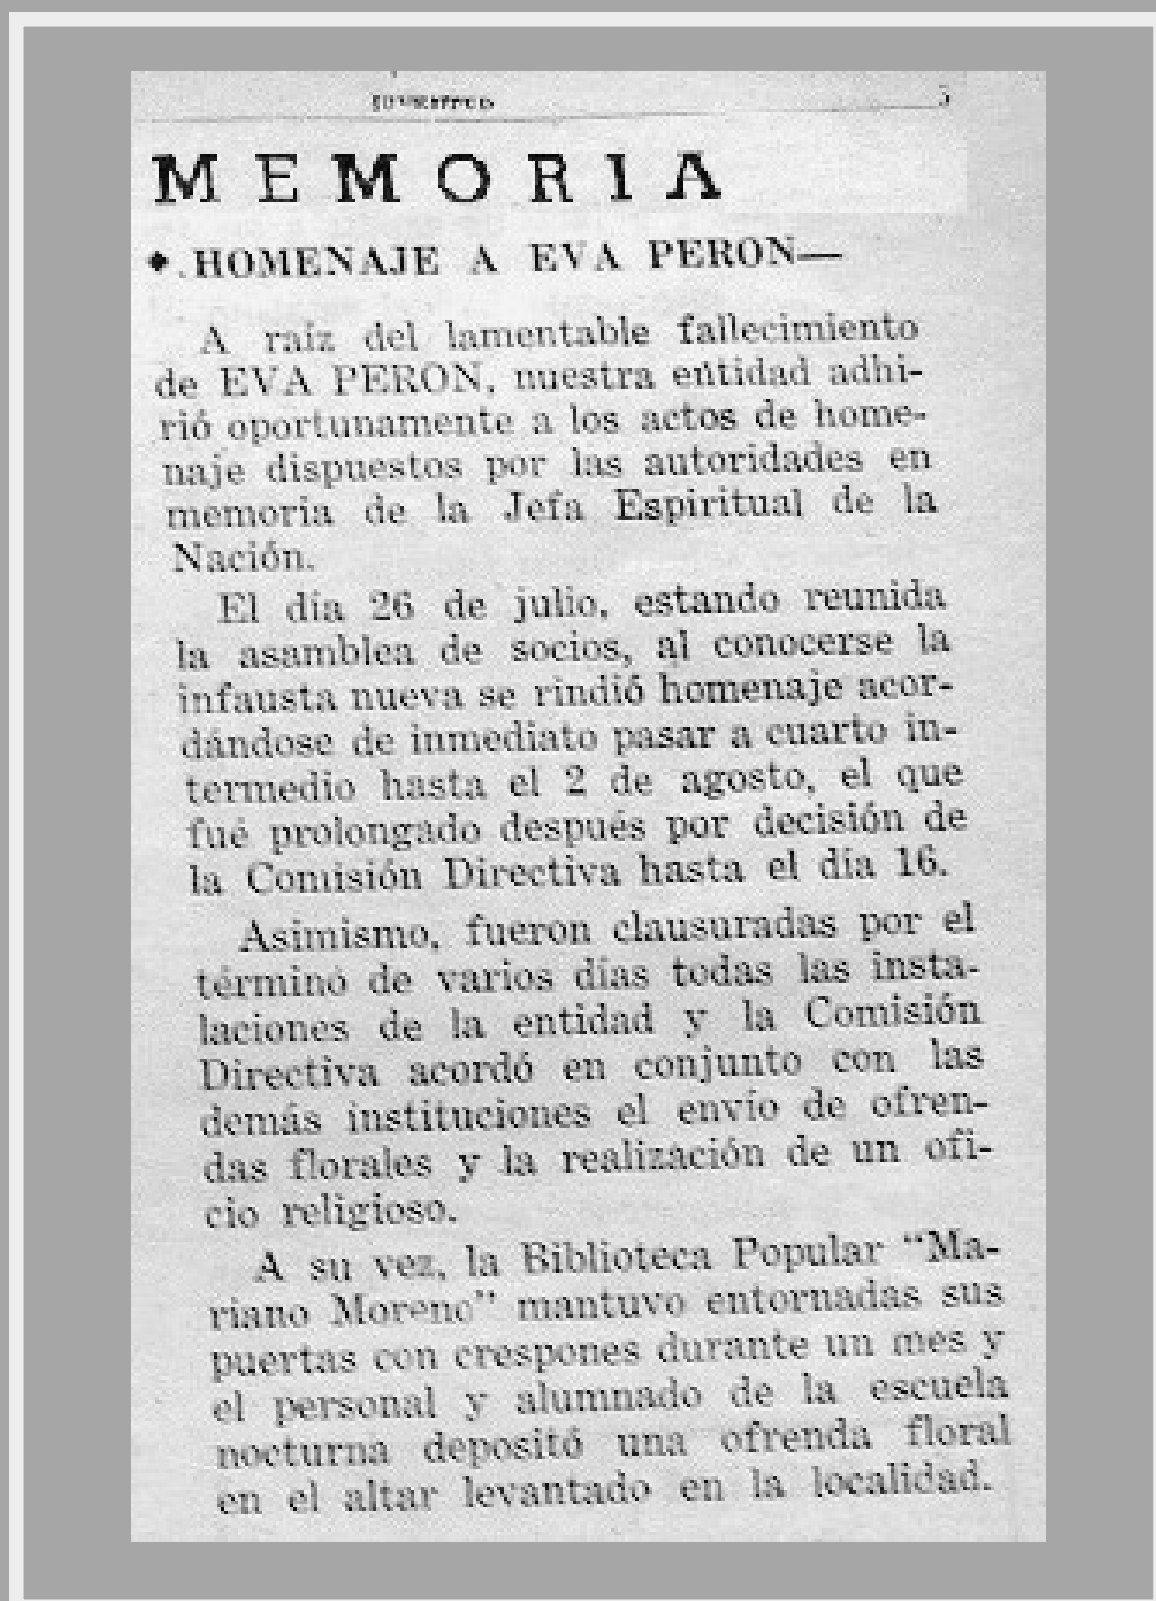 5
MEMORIA
◆ . HOMENAJE A EVA PERON—
A raíz del lamentable fallecimiento
de EVA PERON, nuestra entidad adhi-
rió oportunamente a los actos de home-
naje dispuestos por las autoridades en
memoria de la Jefa Espiritual de la
Nación.
El día 26 de julio, estando reunida
la asamblea de socios, al conocerse la
infausta nueva se rindió homenaje acor-
dándose de inmediato pasar a cuarto in-
termedio hasta el 2 de agosto, el que
fué prolongado después por decisión de
la Comisión Directiva hasta el día 16.
Asimismo, fueron clausuradas por el
término de varios días todas las insta-
laciones de la entidad y la Comisión
Directiva acordó en conjunto con las
demás instituciones el envío de ofren-
das florales y la realización de un ofi-
cio religioso.
A su vez, la Biblioteca Popular "Ma-
riano Moreno" mantuvo entornadas sus
puertas con crespones durante un mes y
el personal y alumnado de la escuela
nocturna depositó una ofrenda floral
en el altar levantado en la localidad.